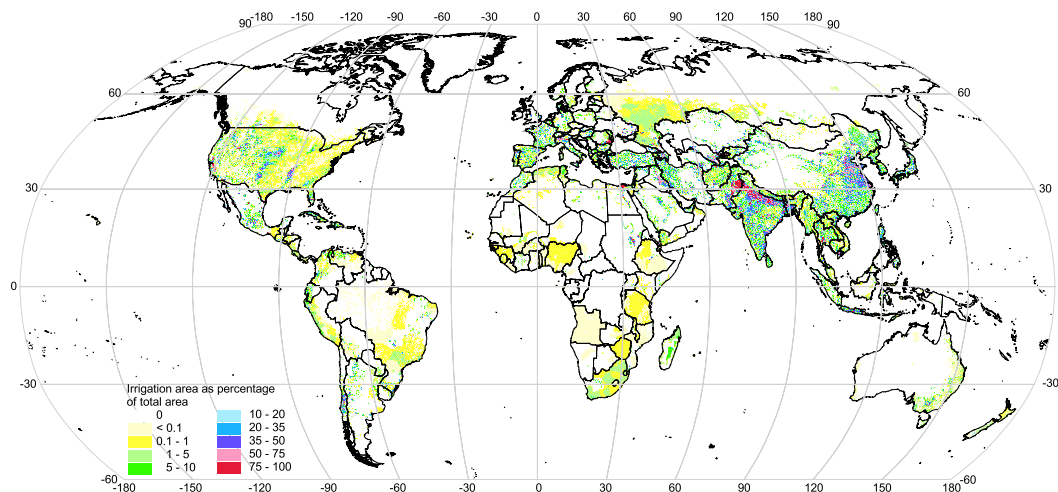 90 -180 -150 -120 -90 -60 -30 0 30 60 90 120 150 180 90
60 60
30 30
0 0
-30 -30
Irrigation area as percentage
of total area
0 10 - 20
< 0.1 20 - 35
0.1 - 1 35 - 50
1 - 5 50 - 75
5 - 10 75 - 100
-60 -60
-180 -150 -120 -90 -60 -30 0 30 60 90 120 150 180